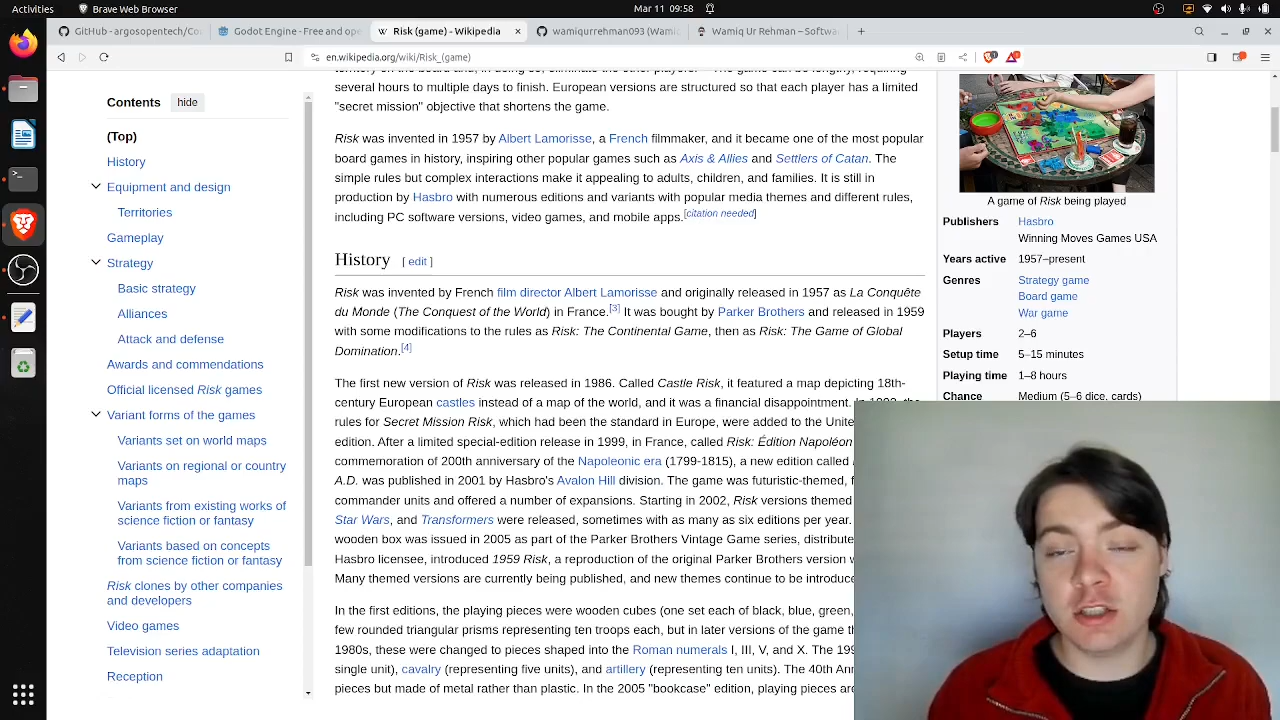 Activities
Brave Web Browser
Mar 11 09:58
GitHub - argosopentech/Co
Godot Engine - Free and ope
Risk (game) - Wikipedia
wamiqurrehman093 (Wami
Wamiq Ur Rehman – Softwa
en.wikipedia.org/wiki/Risk_(game)
Contents hide
(Top)
History
Equipment and design
Territories
Gameplay
Strategy
Basic strategy
Alliances
Attack and defense
Awards and commendations
Official licensed Risk games
Variant forms of the games
Variants set on world maps
Variants on regional or country
maps
Variants from existing works of
science fiction or fantasy
Variants based on concepts
from science fiction or fantasy
Risk clones by other companies
and developers
Video games
Television series adaptation
Reception
several hours to multiple days to finish. European versions are structured so that each player has a limited
"secret mission" objective that shortens the game.
Risk was invented in 1957 by Albert Lamorisse, a French filmmaker, and it became one of the most popular
board games in history, inspiring other popular games such as Axis & Allies and Settlers of Catan. The
simple rules but complex interactions make it appealing to adults, children, and families. It is still in
production by Hasbro with numerous editions and variants with popular media themes and different rules,
including PC software versions, video games, and mobile apps.[citation needed]
History [ edit ]
Risk was invented by French film director Albert Lamorisse and originally released in 1957 as La Conquête
du Monde (The Conquest of the World) in France.[3] It was bought by Parker Brothers and released in 1959
with some modifications to the rules as Risk: The Continental Game, then as Risk: The Game of Global
Domination.[4]
The first new version of Risk was released in 1986. Called Castle Risk, it featured a map depicting 18th-
century European castles instead of a map of the world, and it was a financial disappointment. In 1993, the
rules for Secret Mission Risk, which had been the standard in Europe, were added to the Unite
edition. After a limited special-edition release in 1999, in France, called Risk: Édition Napoléon
commemoration of 200th anniversary of the Napoleonic era (1799-1815), a new edition called
A.D. was published in 2001 by Hasbro's Avalon Hill division. The game was futuristic-themed, f
commander units and offered a number of expansions. Starting in 2002, Risk versions themed
Star Wars, and Transformers were released, sometimes with as many as six editions per year.
wooden box was issued in 2005 as part of the Parker Brothers Vintage Game series, distribute
Hasbro licensee, introduced 1959 Risk, a reproduction of the original Parker Brothers version w
Many themed versions are currently being published, and new themes continue to be introduce
In the first editions, the playing pieces were wooden cubes (one set each of black, blue, green,
few rounded triangular prisms representing ten troops each, but in later versions of the game th
1980s, these were changed to pieces shaped into the Roman numerals I, III, V, and X. The 199
single unit), cavalry (representing five units), and artillery (representing ten units). The 40th Ann
pieces but made of metal rather than plastic. In the 2005 "bookcase" edition, playing pieces are
A game of Risk being played
Publishers Hasbro
Winning Moves Games USA
Years active 1957–present
Genres Strategy game
Board game
War game
Players 2–6
Setup time 5–15 minutes
Playing time 1–8 hours
Chance Medium (5–6 dice, cards)